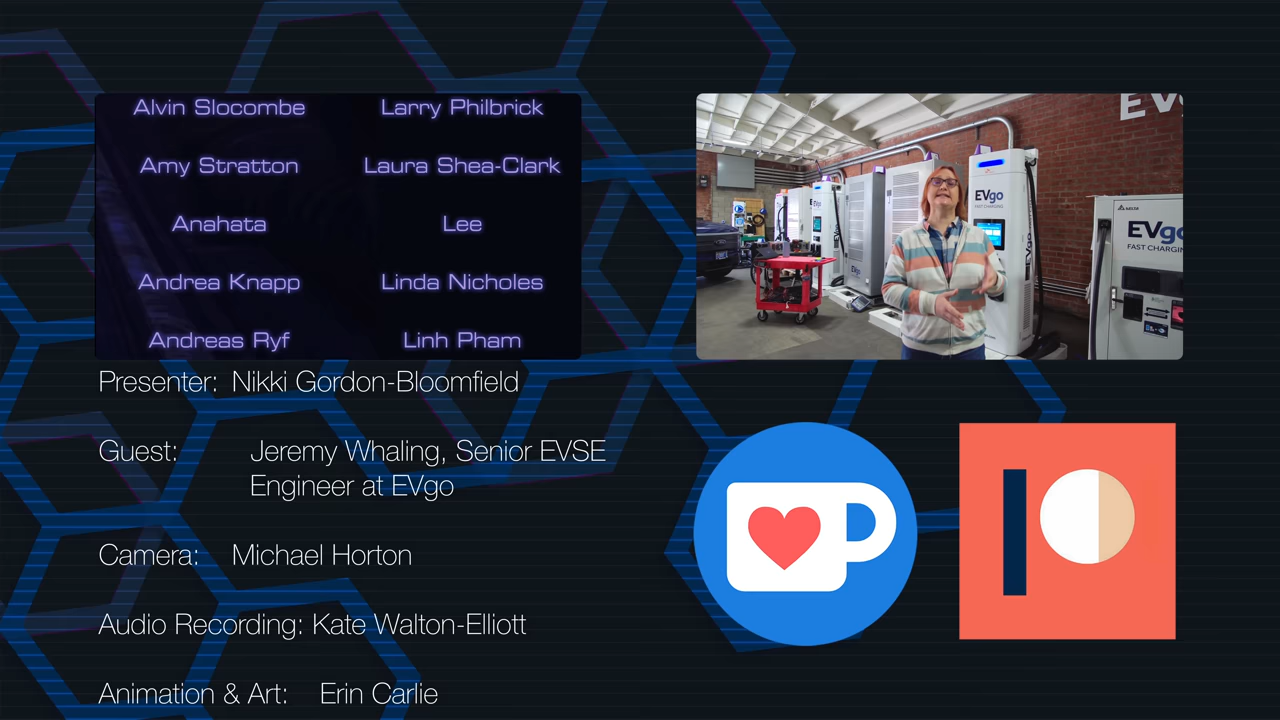 Alvin Slocombe
Larry Philbrick
Amy Stratton
Laura Shea-Clark
Anahata
Lee
Andrea Knapp
Linda Nicholes
Andreas Ryf
Linh Pham
Presenter: Nikki Gordon-Bloomfield
Guest: Jeremy Whaling, Senior EVSE
Engineer at EVgo
Camera: Michael Horton
Audio Recording: Kate Walton-Elliott
Animation & Art: Erin Carlie
EVgo
EVgo
FAST CHARGING
EVgo
FAST CHARGIN